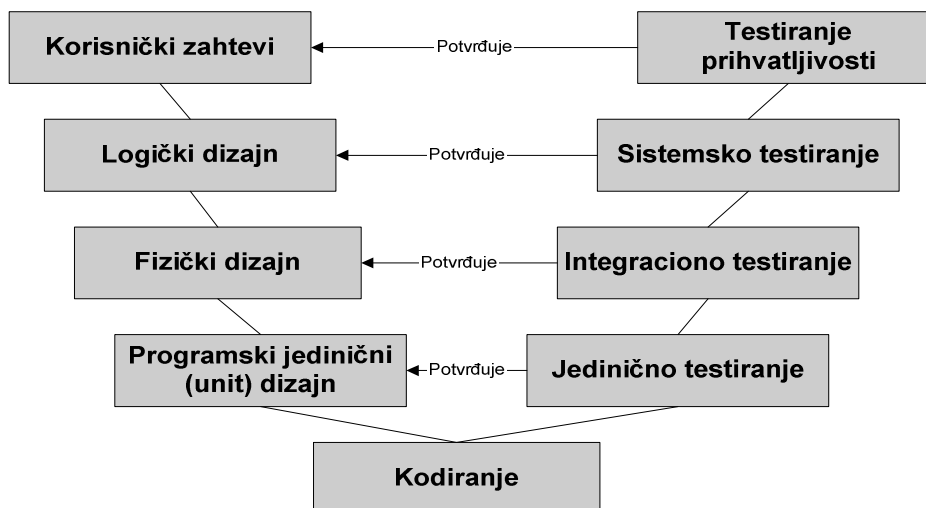 Korisnički zahtevi
Potvrđuje
Testiranje
prihvatljivosti
Logički dizajn
Potvrđuje
Sistemsko testiranje
Fizički dizajn
Potvrđuje
Integraciono testiranje
Programski jedinični
(unit) dizajn
Potvrđuje
Jedinično testiranje
Kodiranje